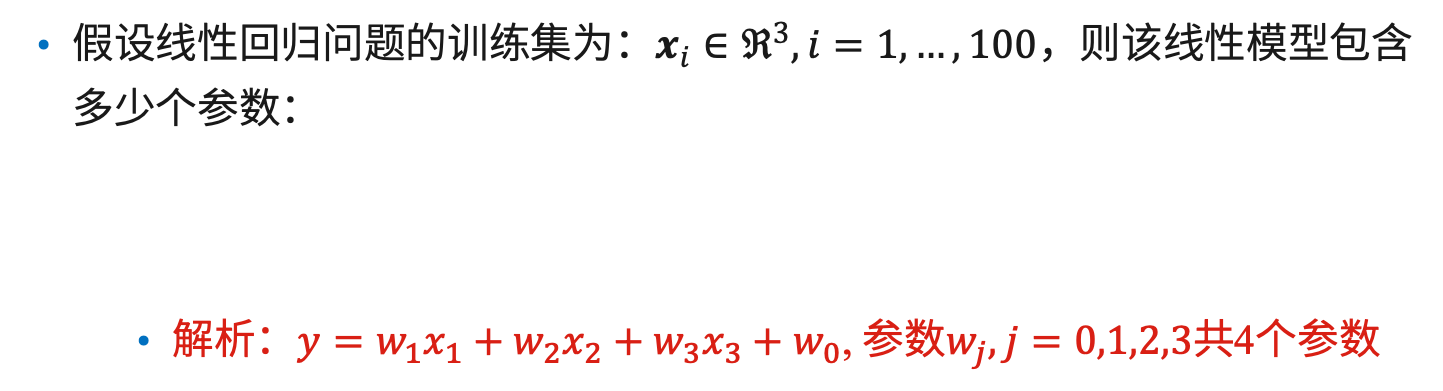 • 假设线性回归问题的训练集为：𝒙ᵢ ∈ ℜ³, i = 1, … , 100，则该线性模型包含
多少个参数：
• 解析：y = w₁x₁ + w₂x₂ + w₃x₃ + w₀, 参数wⱼ, j = 0,1,2,3共4个参数